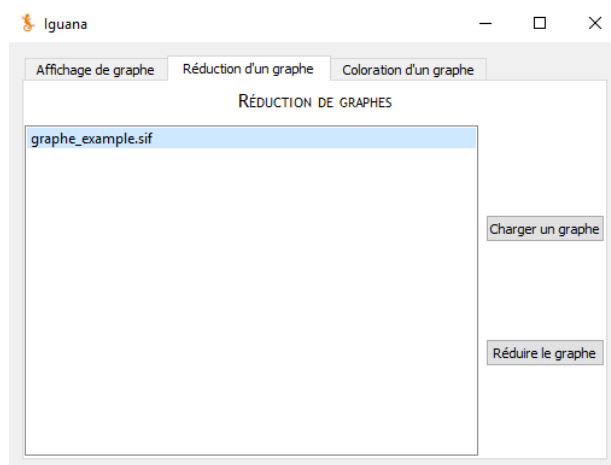 Iguana
Affichage de graphe Réduction d'un graphe Coloration d'un graphe
RÉDUCTION DE GRAPHES
graphe_example.sif
Charger un graphe
Réduire le graphe